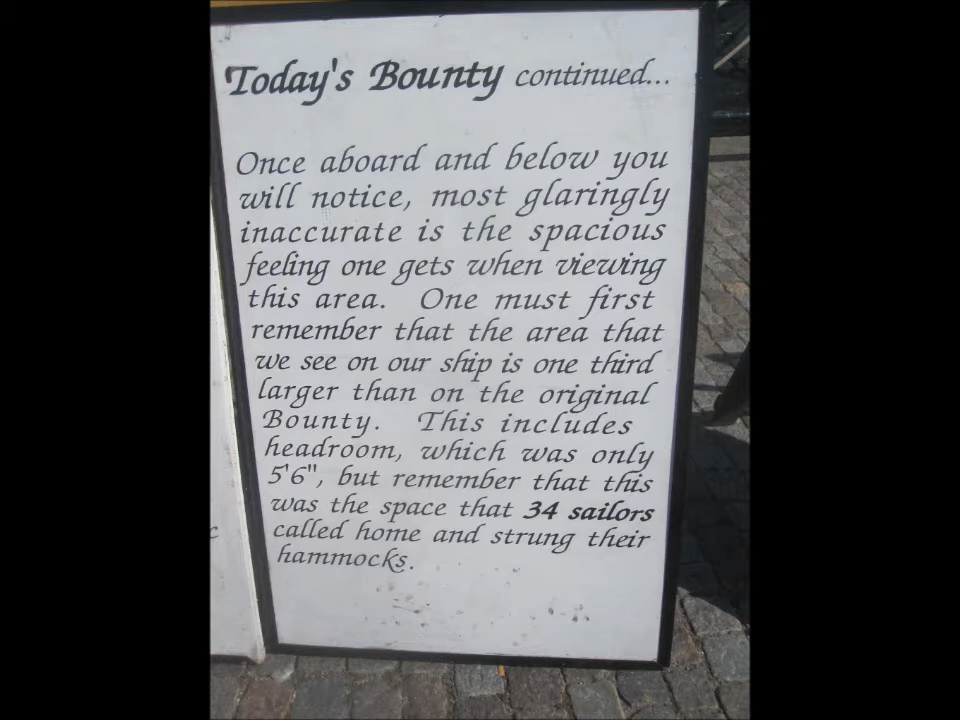 Today's Bounty continued...
Once aboard and below you
will notice, most glaringly
inaccurate is the spacious
feeling one gets when viewing
this area. One must first
remember that the area that
we see on our ship is one third
larger than on the original
Bounty. This includes
headroom, which was only
5'6", but remember that this
was the space that 34 sailors
called home and strung their
hammocks.
c